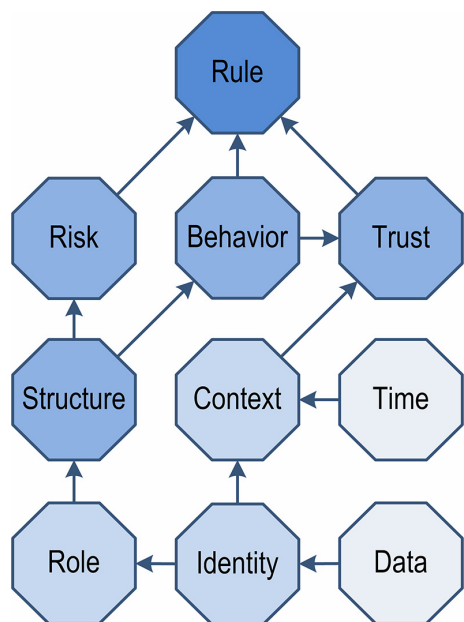 Rule
Risk
Behavior
Trust
Structure
Context
Time
Role
Identity
Data